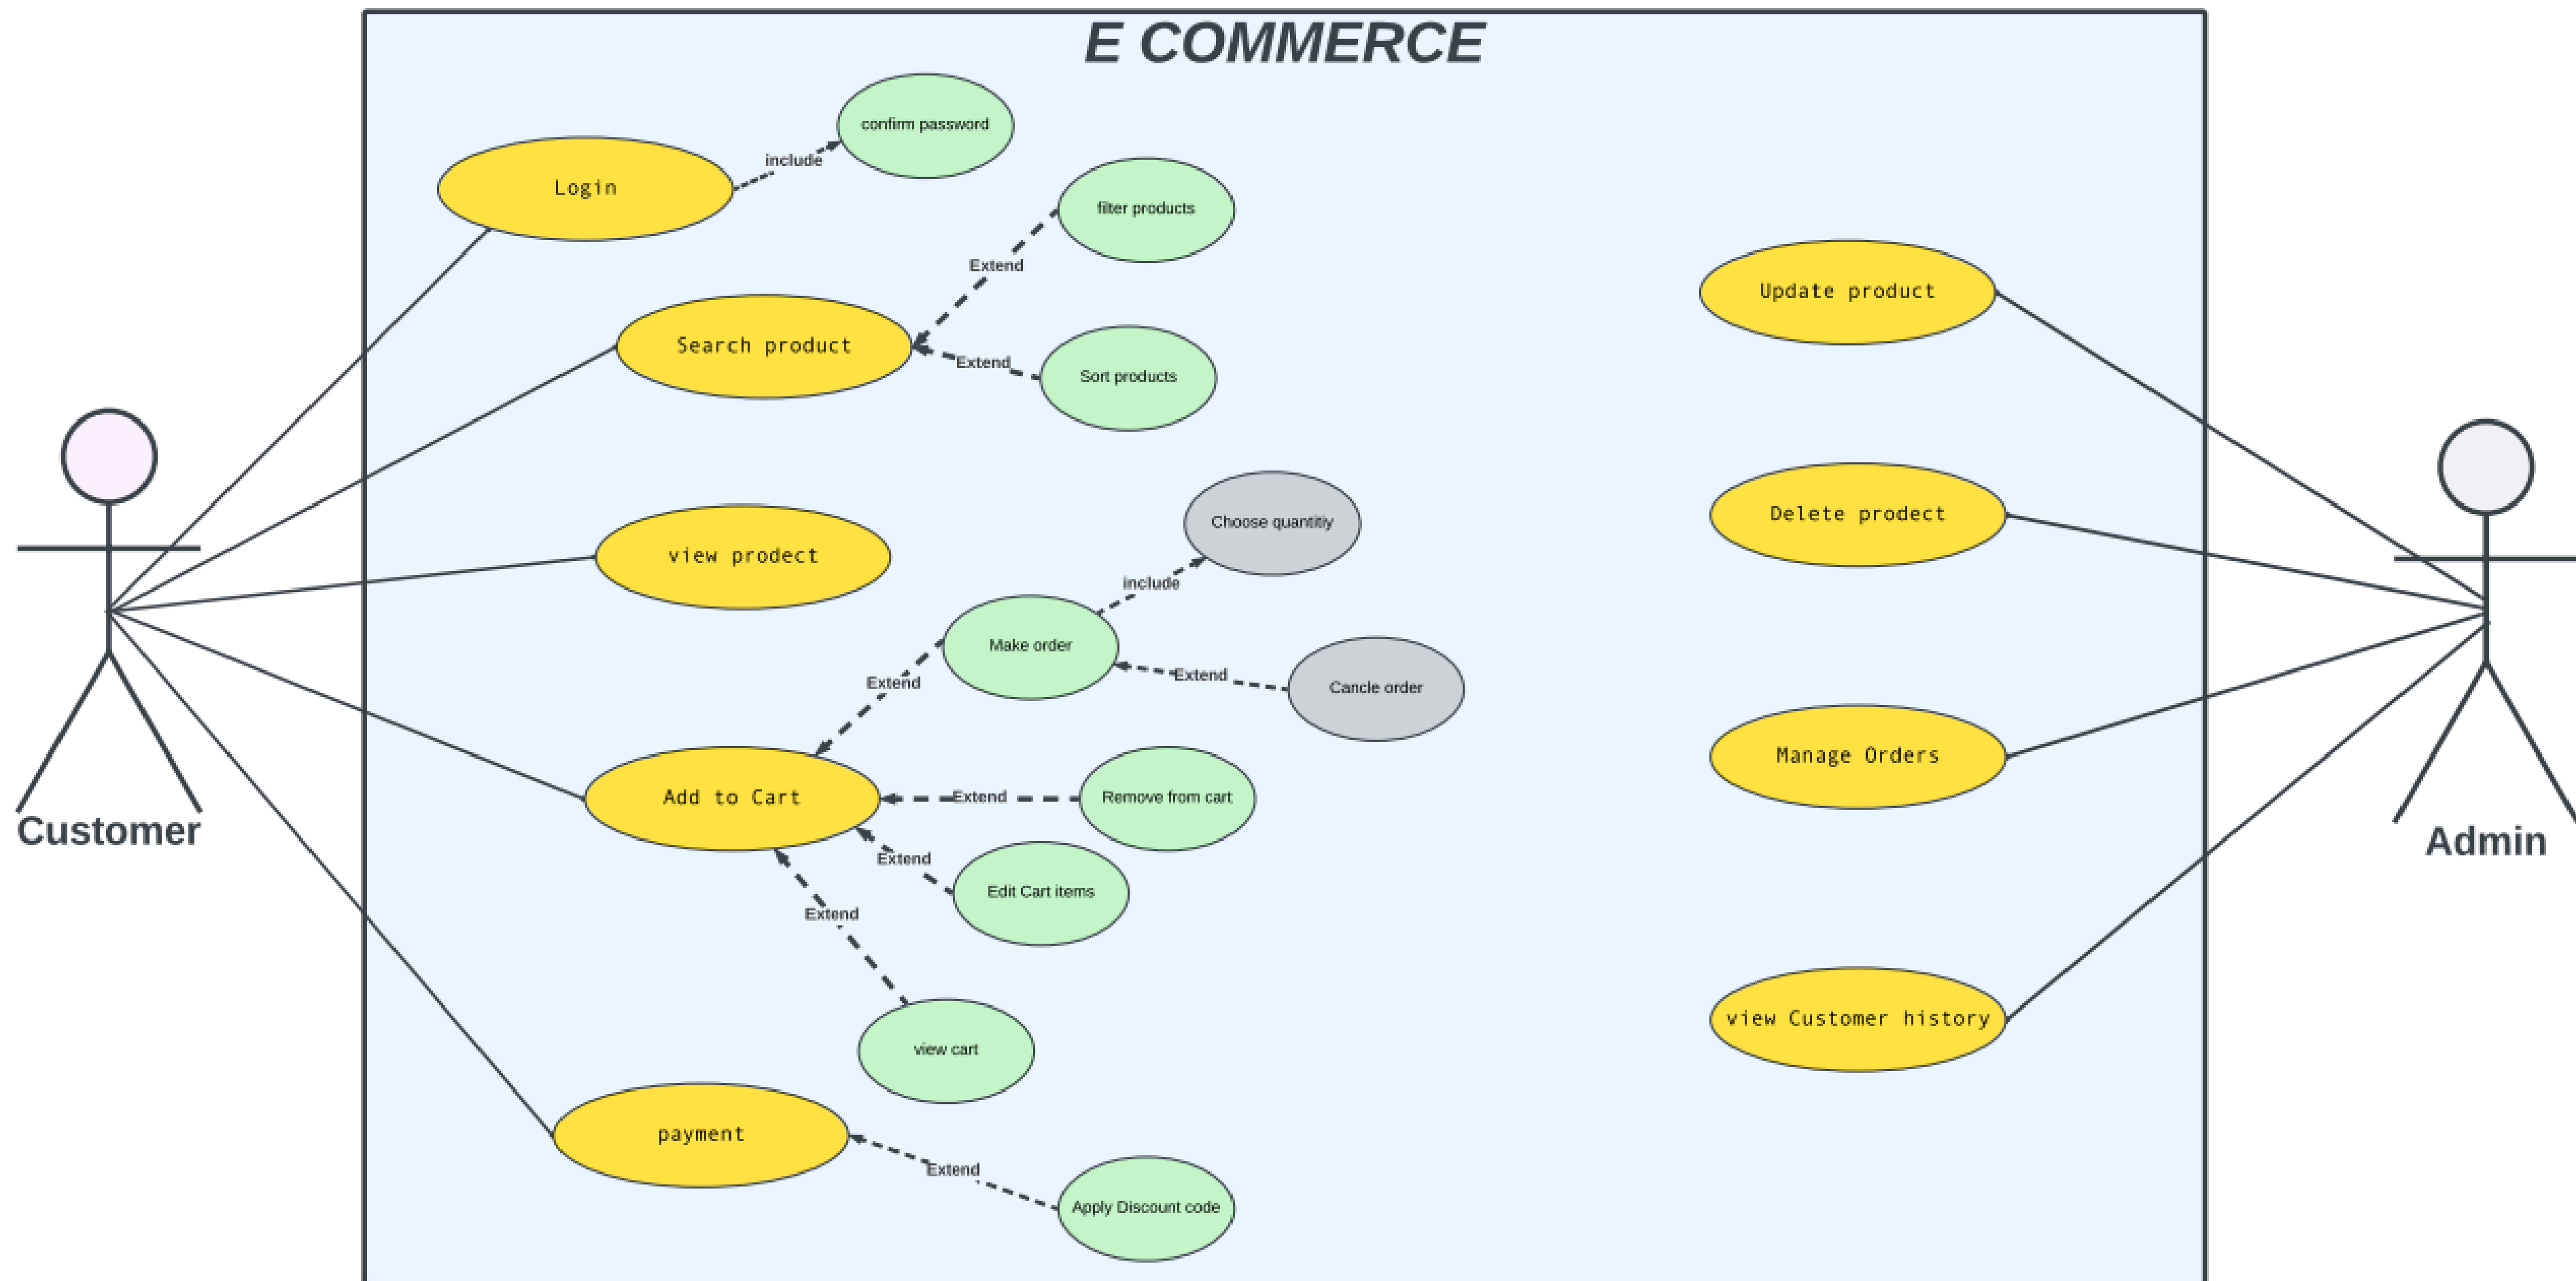 E COMMERCE
confirm password
include
Login
filter products
Extend
Update product
Search product
Extend
Sort products
Choose quantitiy
Delete prodect
view prodect
include
Make order
Extend
Extend
Cancle order
Manage Orders
Add to Cart
Extend
Remove from cart
Customer
Admin
Extend
Edit Cart items
Extend
view Customer history
view cart
payment
Extend
Apply Discount code